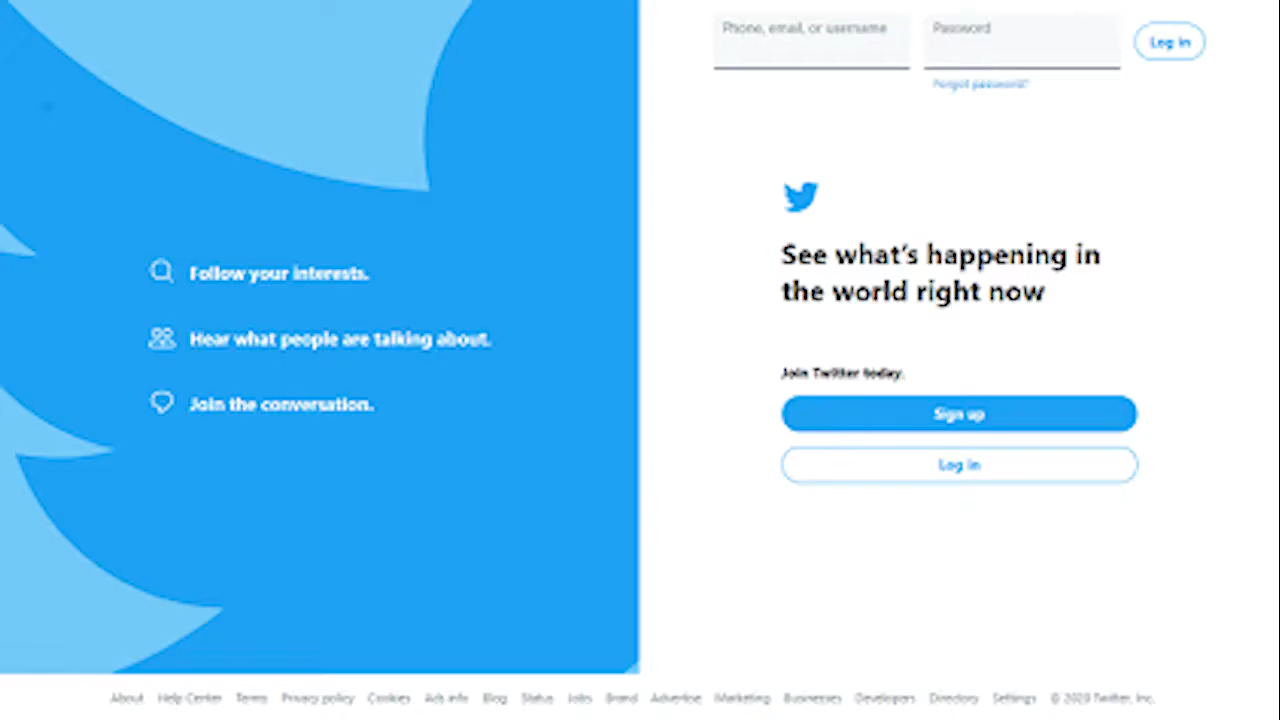 Phone, email, or username
Password
Log in
Forgot password?
Follow your interests.
Hear what people are talking about.
Join the conversation.
See what's happening in
the world right now
Join Twitter today.
Sign up
Log in
About Help Center Terms Privacy policy Cookies Ads info Blog Status Jobs Brand Advertise Marketing Businesses Developers Directory Settings © 2020 Twitter, Inc.